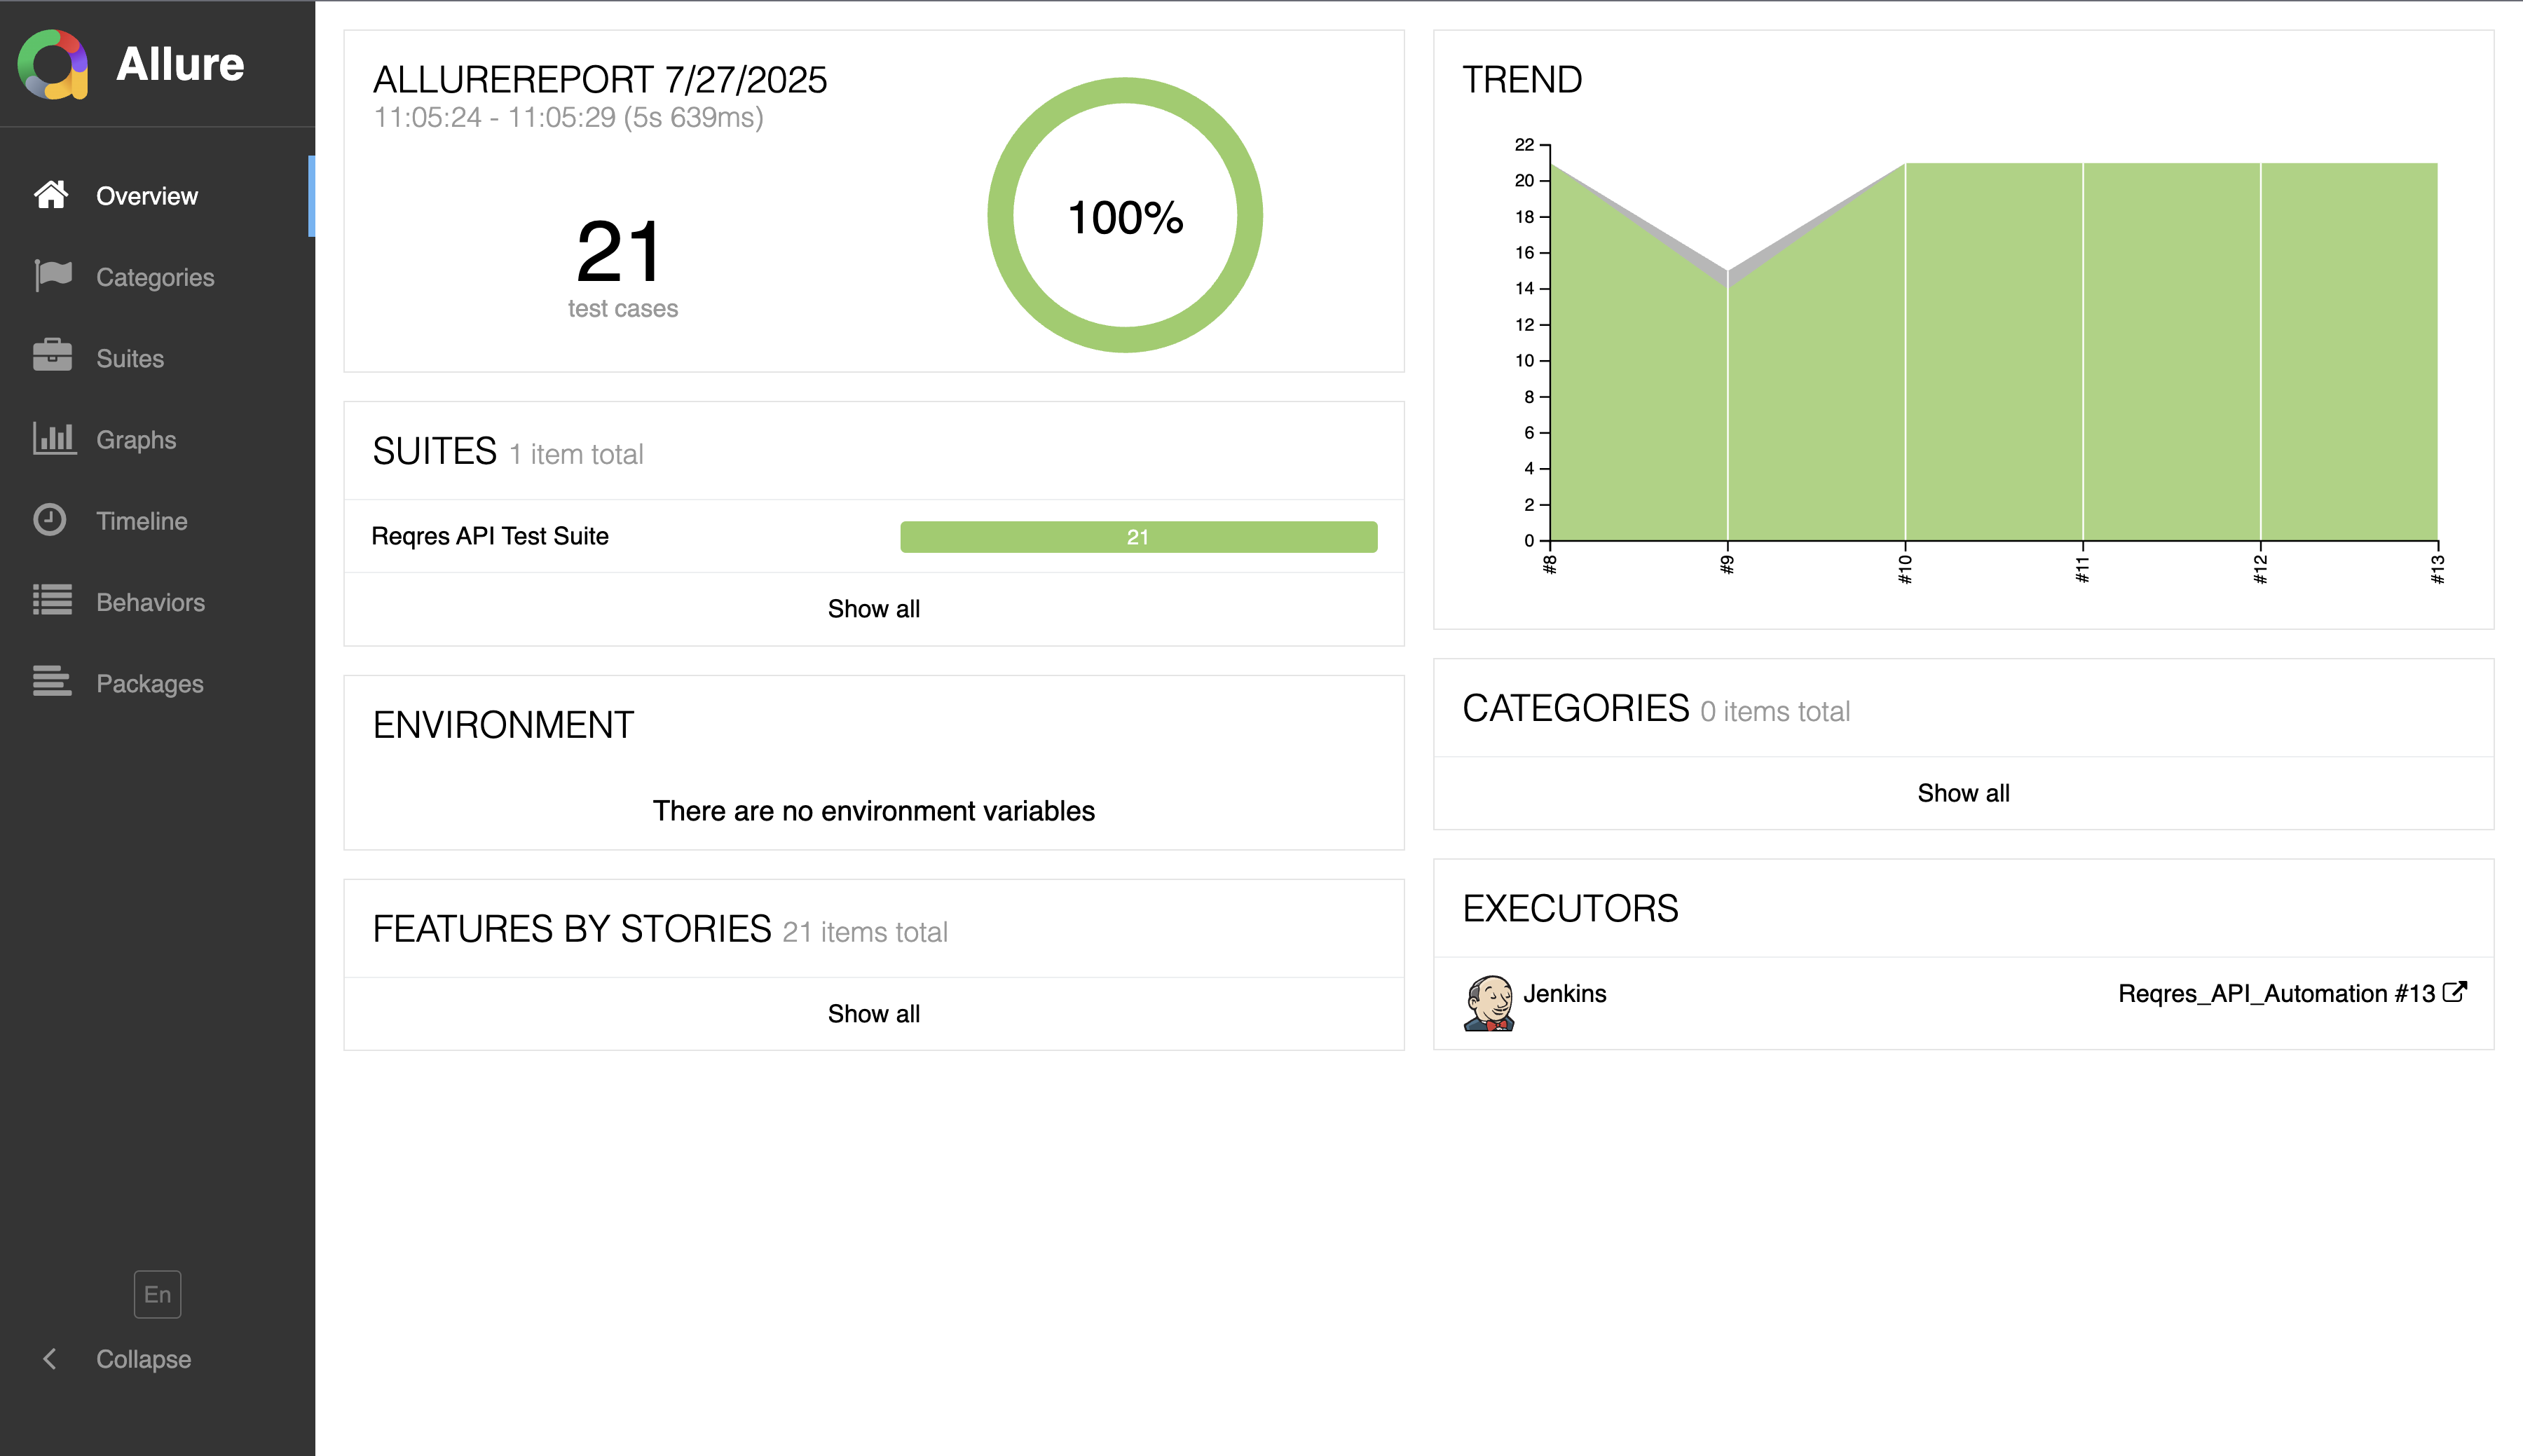 Allure
Overview
Categories
Suites
Graphs
Timeline
Behaviors
Packages
En
Collapse
ALLUREREPORT 7/27/2025
11:05:24 - 11:05:29 (5s 639ms)
21
test cases
100%
SUITES 1 item total
Reqres API Test Suite 21
Show all
ENVIRONMENT
There are no environment variables
FEATURES BY STORIES 21 items total
Show all
TREND
22
20
18
16
14
12
10
8
6
4
2
0
#8 #9 #10 #11 #12 #13
CATEGORIES 0 items total
Show all
EXECUTORS
Jenkins Reqres_API_Automation #13